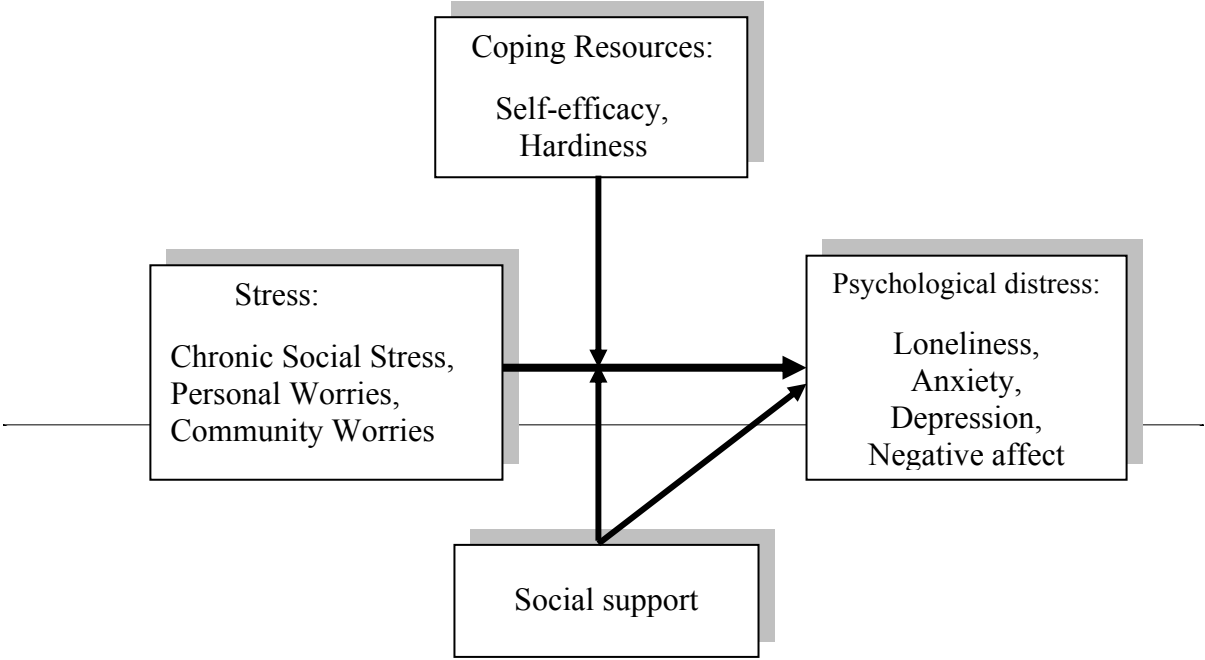 Coping Resources:
Self-efficacy,
Hardiness
Stress:
Chronic Social Stress,
Personal Worries,
Community Worries
Psychological distress:
Loneliness,
Anxiety,
Depression,
Negative affect
Social support